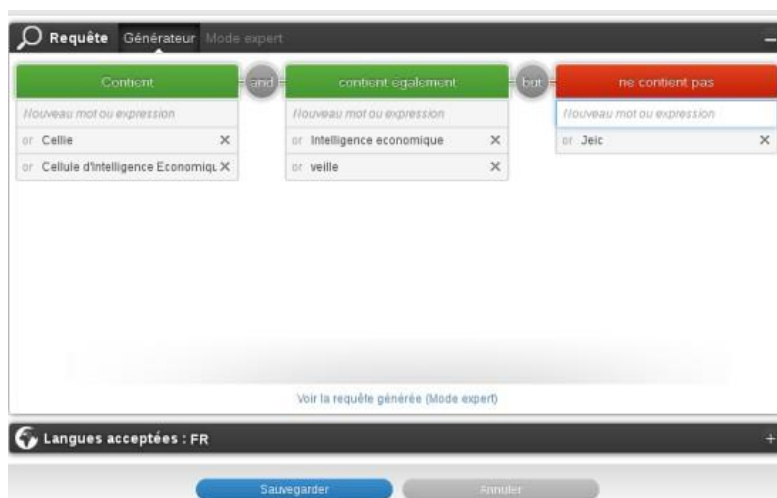 Requête Générateur Mode expert
Contient and contient également but ne contient pas
Nouveau mot ou expression Nouveau mot ou expression Nouveau mot ou expression
or Cellie or Intelligence economique or Jeic
or Cellule d'Intelligence Economiqu or veille
Voir la requête générée (Mode expert)
Langues acceptées : FR
Sauvegarder Annuler